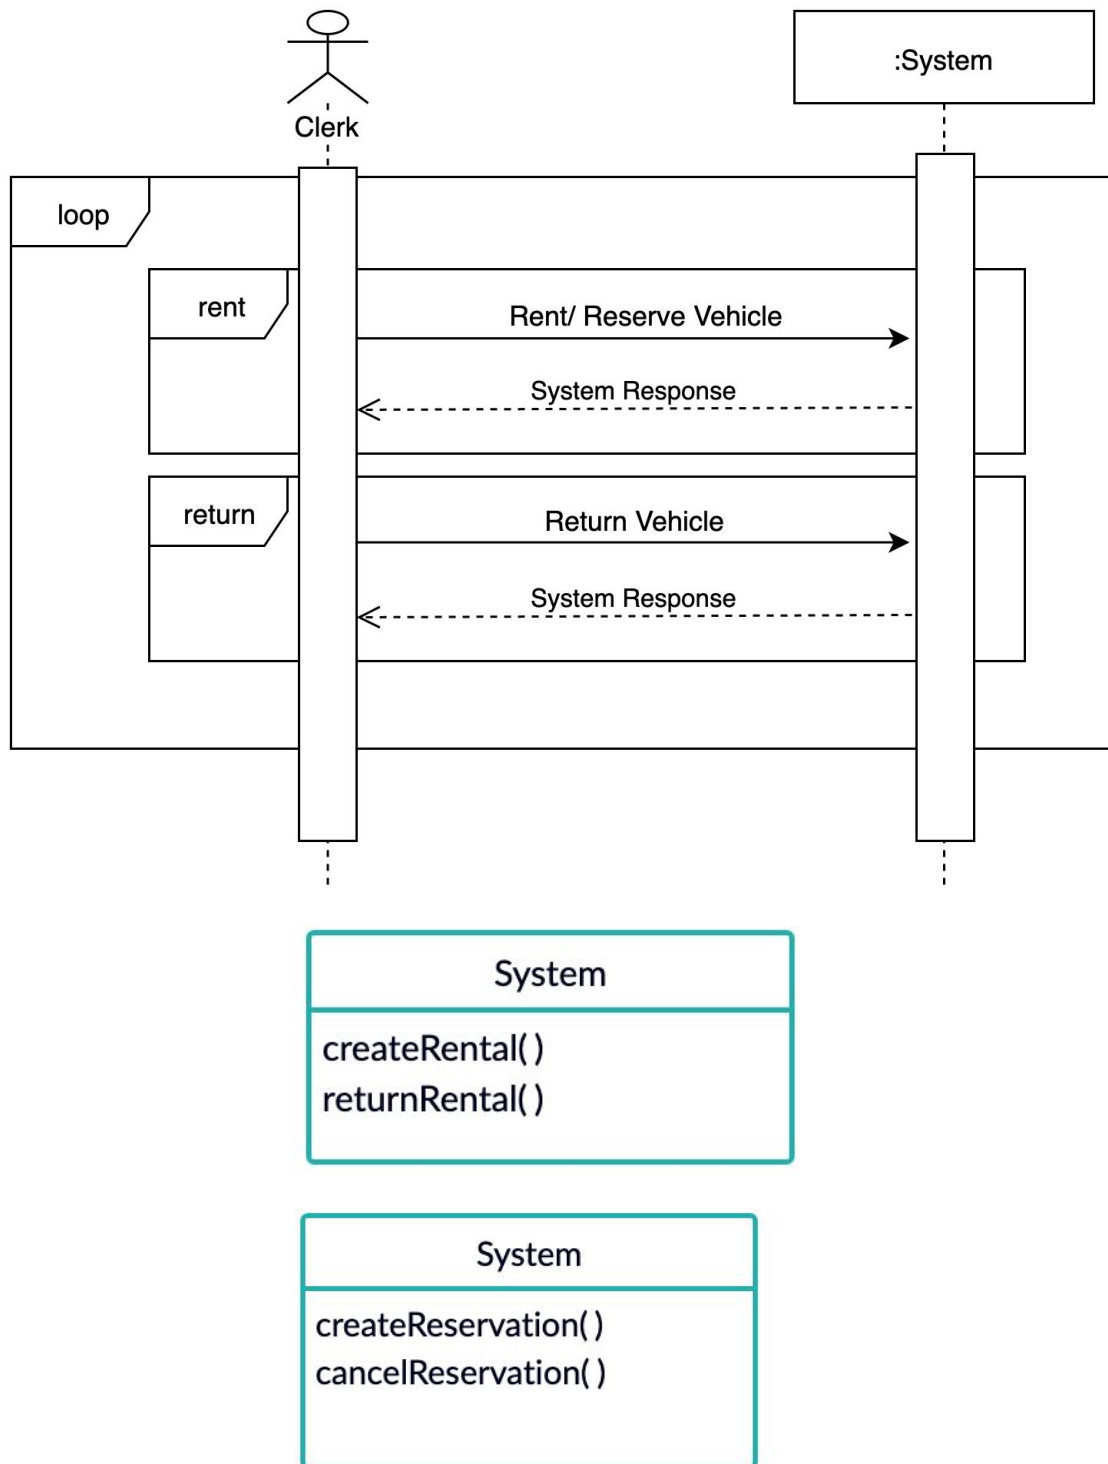 :System
Clerk
loop
rent
Rent/ Reserve Vehicle
System Response
return
Return Vehicle
System Response
System
createRental()
returnRental()
System
createReservation()
cancelReservation()